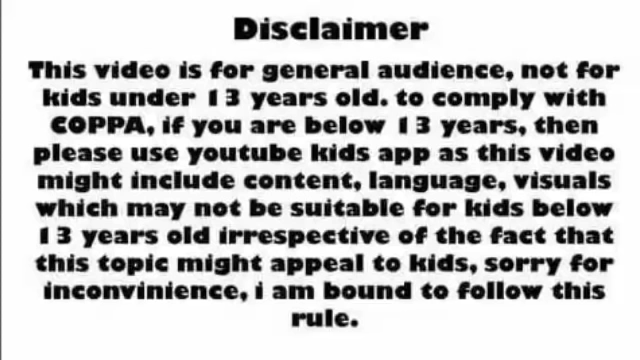 Disclaimer
This video is for general audience, not for
kids under 13 years old. to comply with
COPPA, if you are below 13 years, then
please use youtube kids app as this video
might include content, language, visuals
which may not be suitable for kids below
13 years old irrespective of the fact that
this topic might appeal to kids, sorry for
inconvinience, i am bound to follow this
rule.